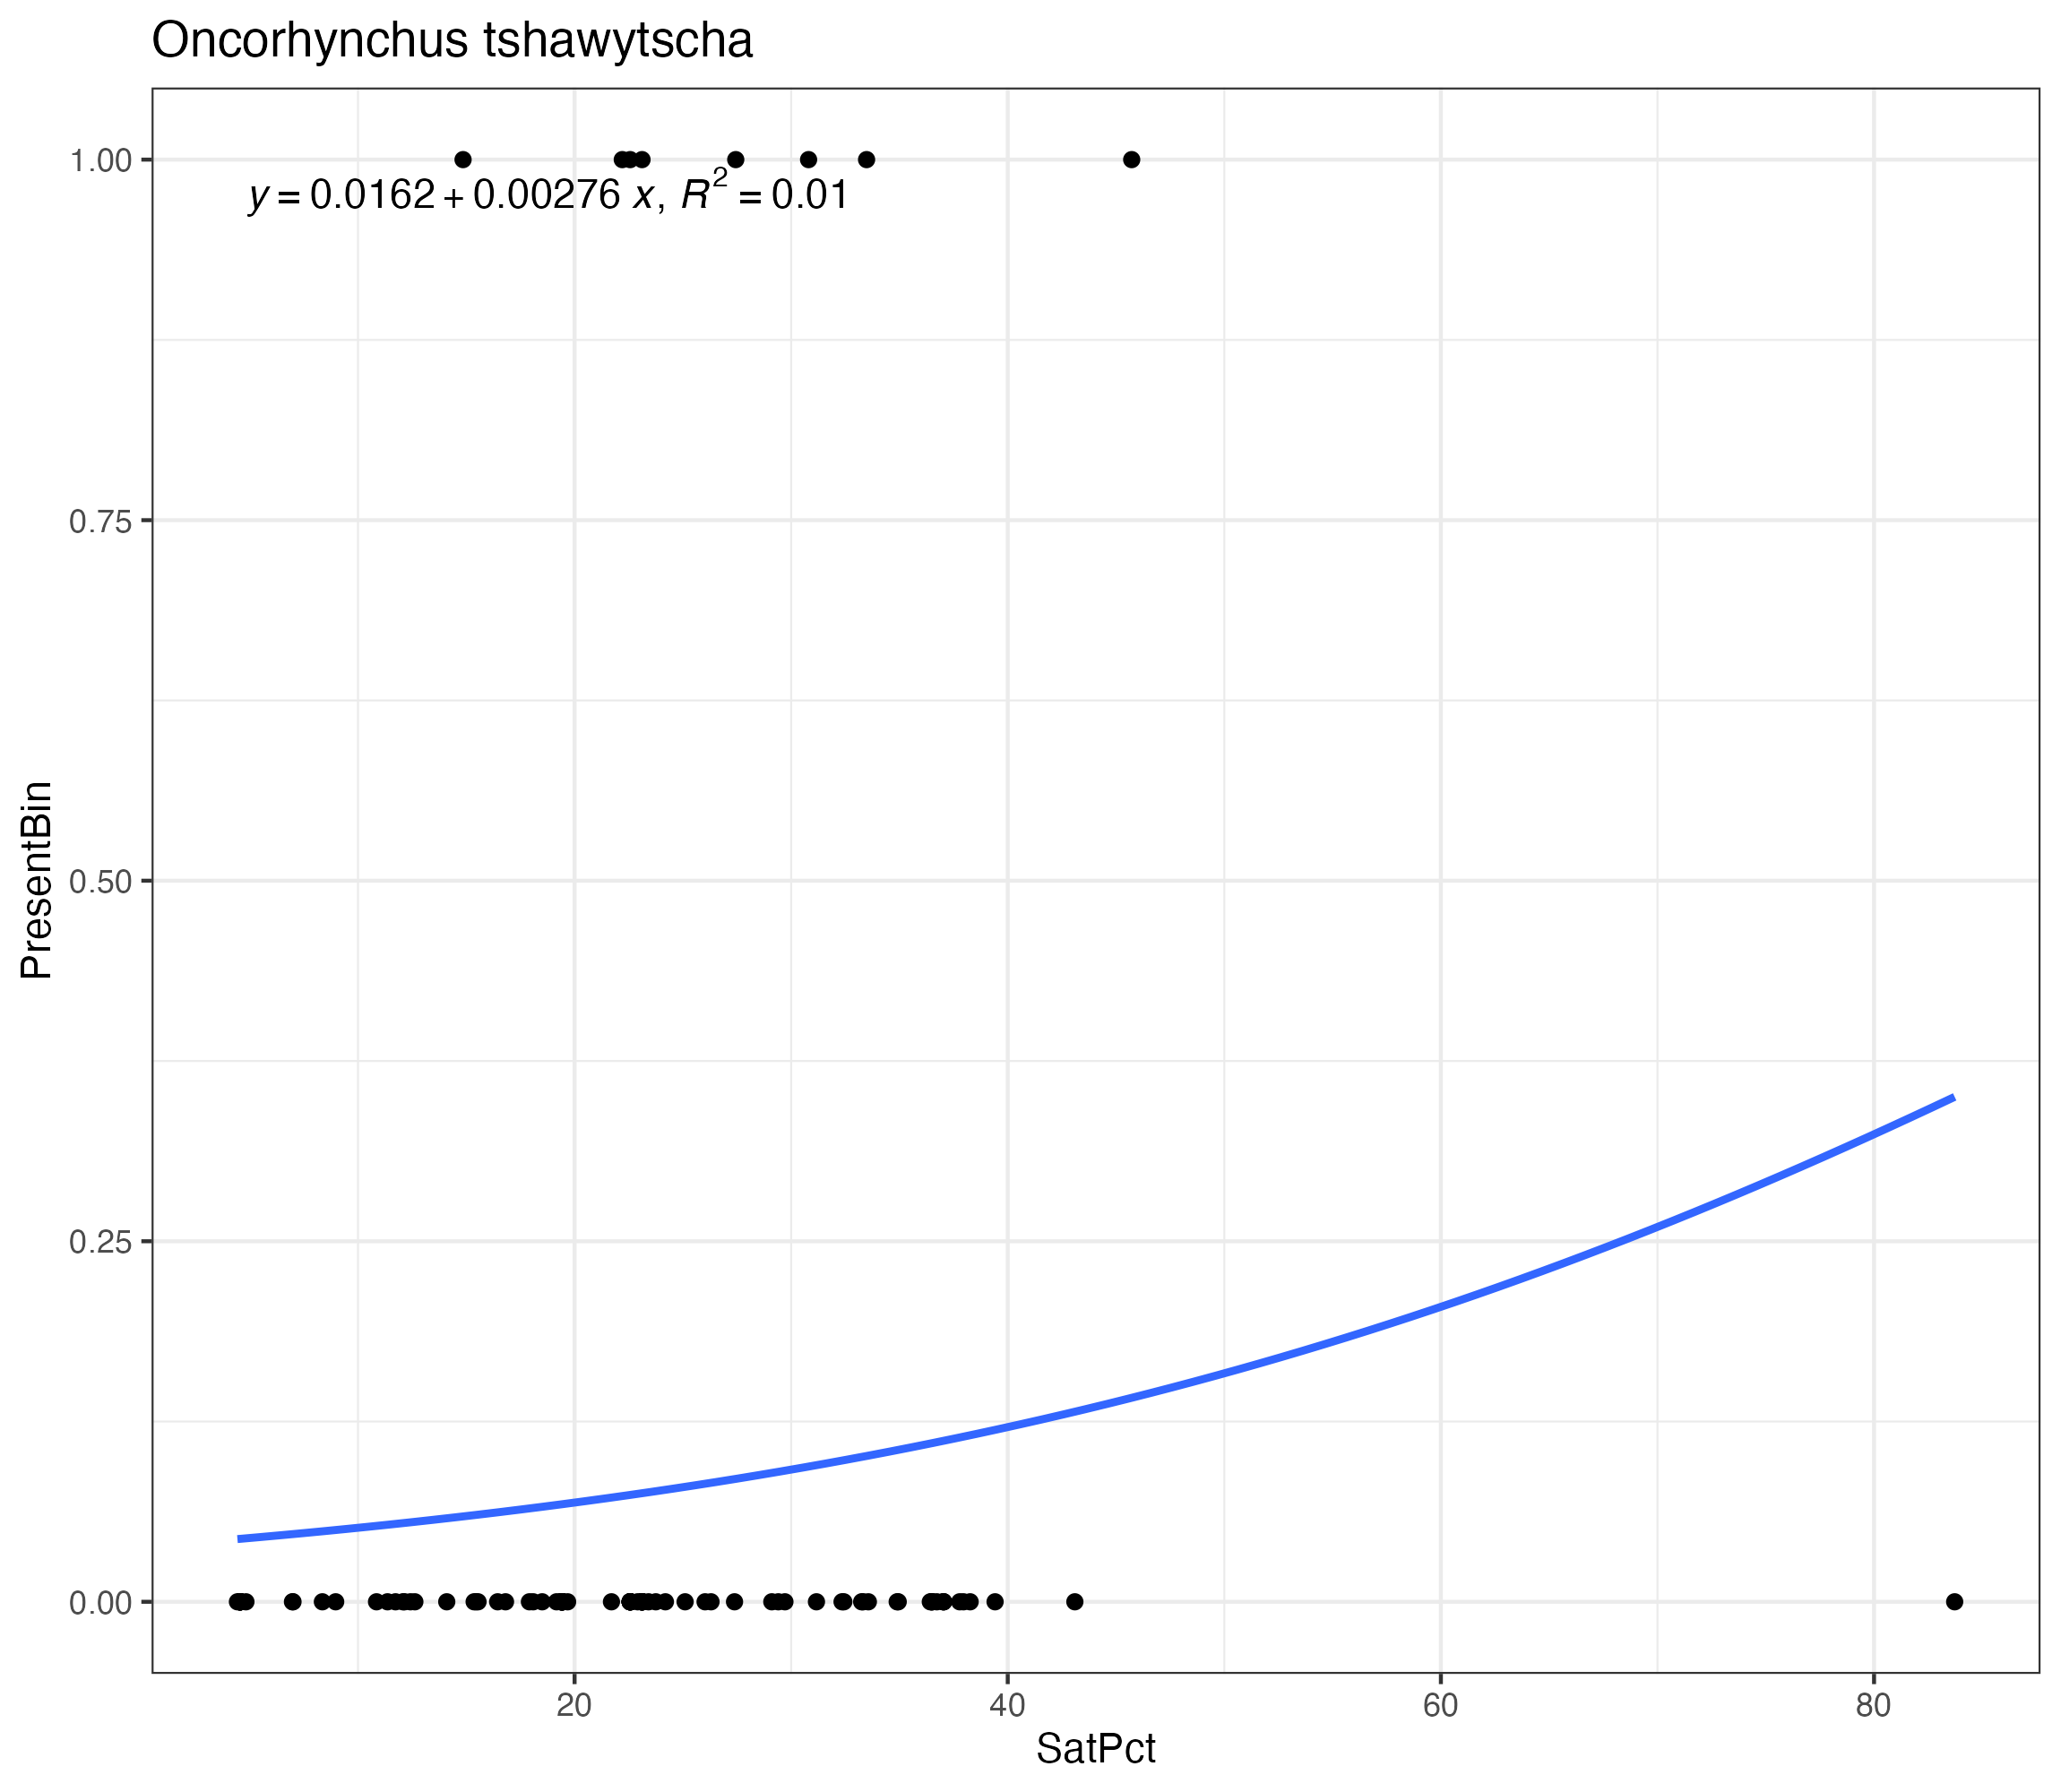 Oncorhynchus tshawytscha
1.00
y = 0.0162 + 0.00276 x, R² = 0.01
0.75
PresentBin
0.50
0.25
0.00
20 40 60 80
SatPct